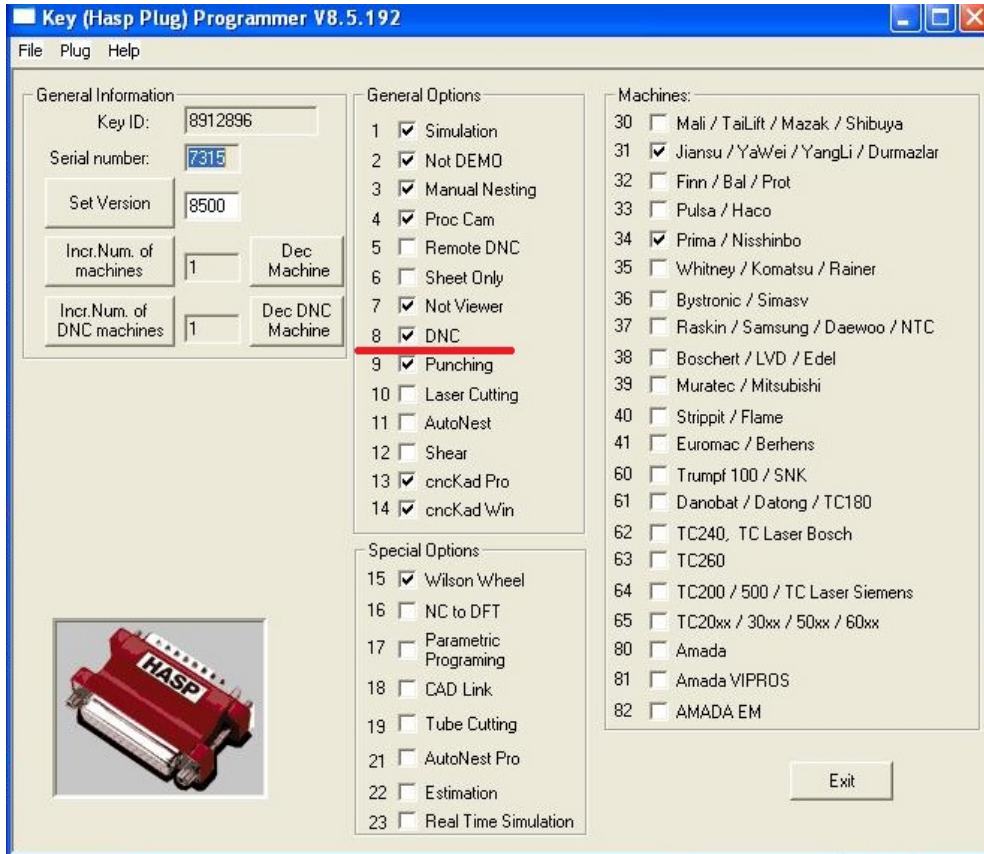 Key (Hasp Plug) Programmer V8.5.192
File Plug Help
General Information
Key ID: 8912896
Serial number: 7315
Set Version 8500
Incr.Num. of machines 1 Dec Machine
Incr.Num. of DNC machines 1 Dec DNC Machine
General Options
1 Simulation
2 Not DEMO
3 Manual Nesting
4 Proc Cam
5 Remote DNC
6 Sheet Only
7 Not Viewer
8 DNC
9 Punching
10 Laser Cutting
11 AutoNest
12 Shear
13 cncKad Pro
14 cncKad Win
Special Options
15 Wilson Wheel
16 NC to DFT
17 Parametric Programing
18 CAD Link
19 Tube Cutting
21 AutoNest Pro
22 Estimation
23 Real Time Simulation
Machines:
30 Mali / TaiLift / Mazak / Shibuya
31 Jiansu / YaWei / YangLi / Durmazlar
32 Finn / Bal / Prot
33 Pulsa / Haco
34 Prima / Nisshinbo
35 Whitney / Komatsu / Rainer
36 Bystronic / Simasv
37 Raskin / Samsung / Daewoo / NTC
38 Boschert / LVD / Edel
39 Muratec / Mitsubishi
40 Strippit / Flame
41 Euromac / Berhens
60 Trumpf 100 / SNK
61 Danobat / Datong / TC180
62 TC240, TC Laser Bosch
63 TC260
64 TC200 / 500 / TC Laser Siemens
65 TC20xx / 30xx / 50xx / 60xx
80 Amada
81 Amada VIPROS
82 AMADA EM
HASP
Exit